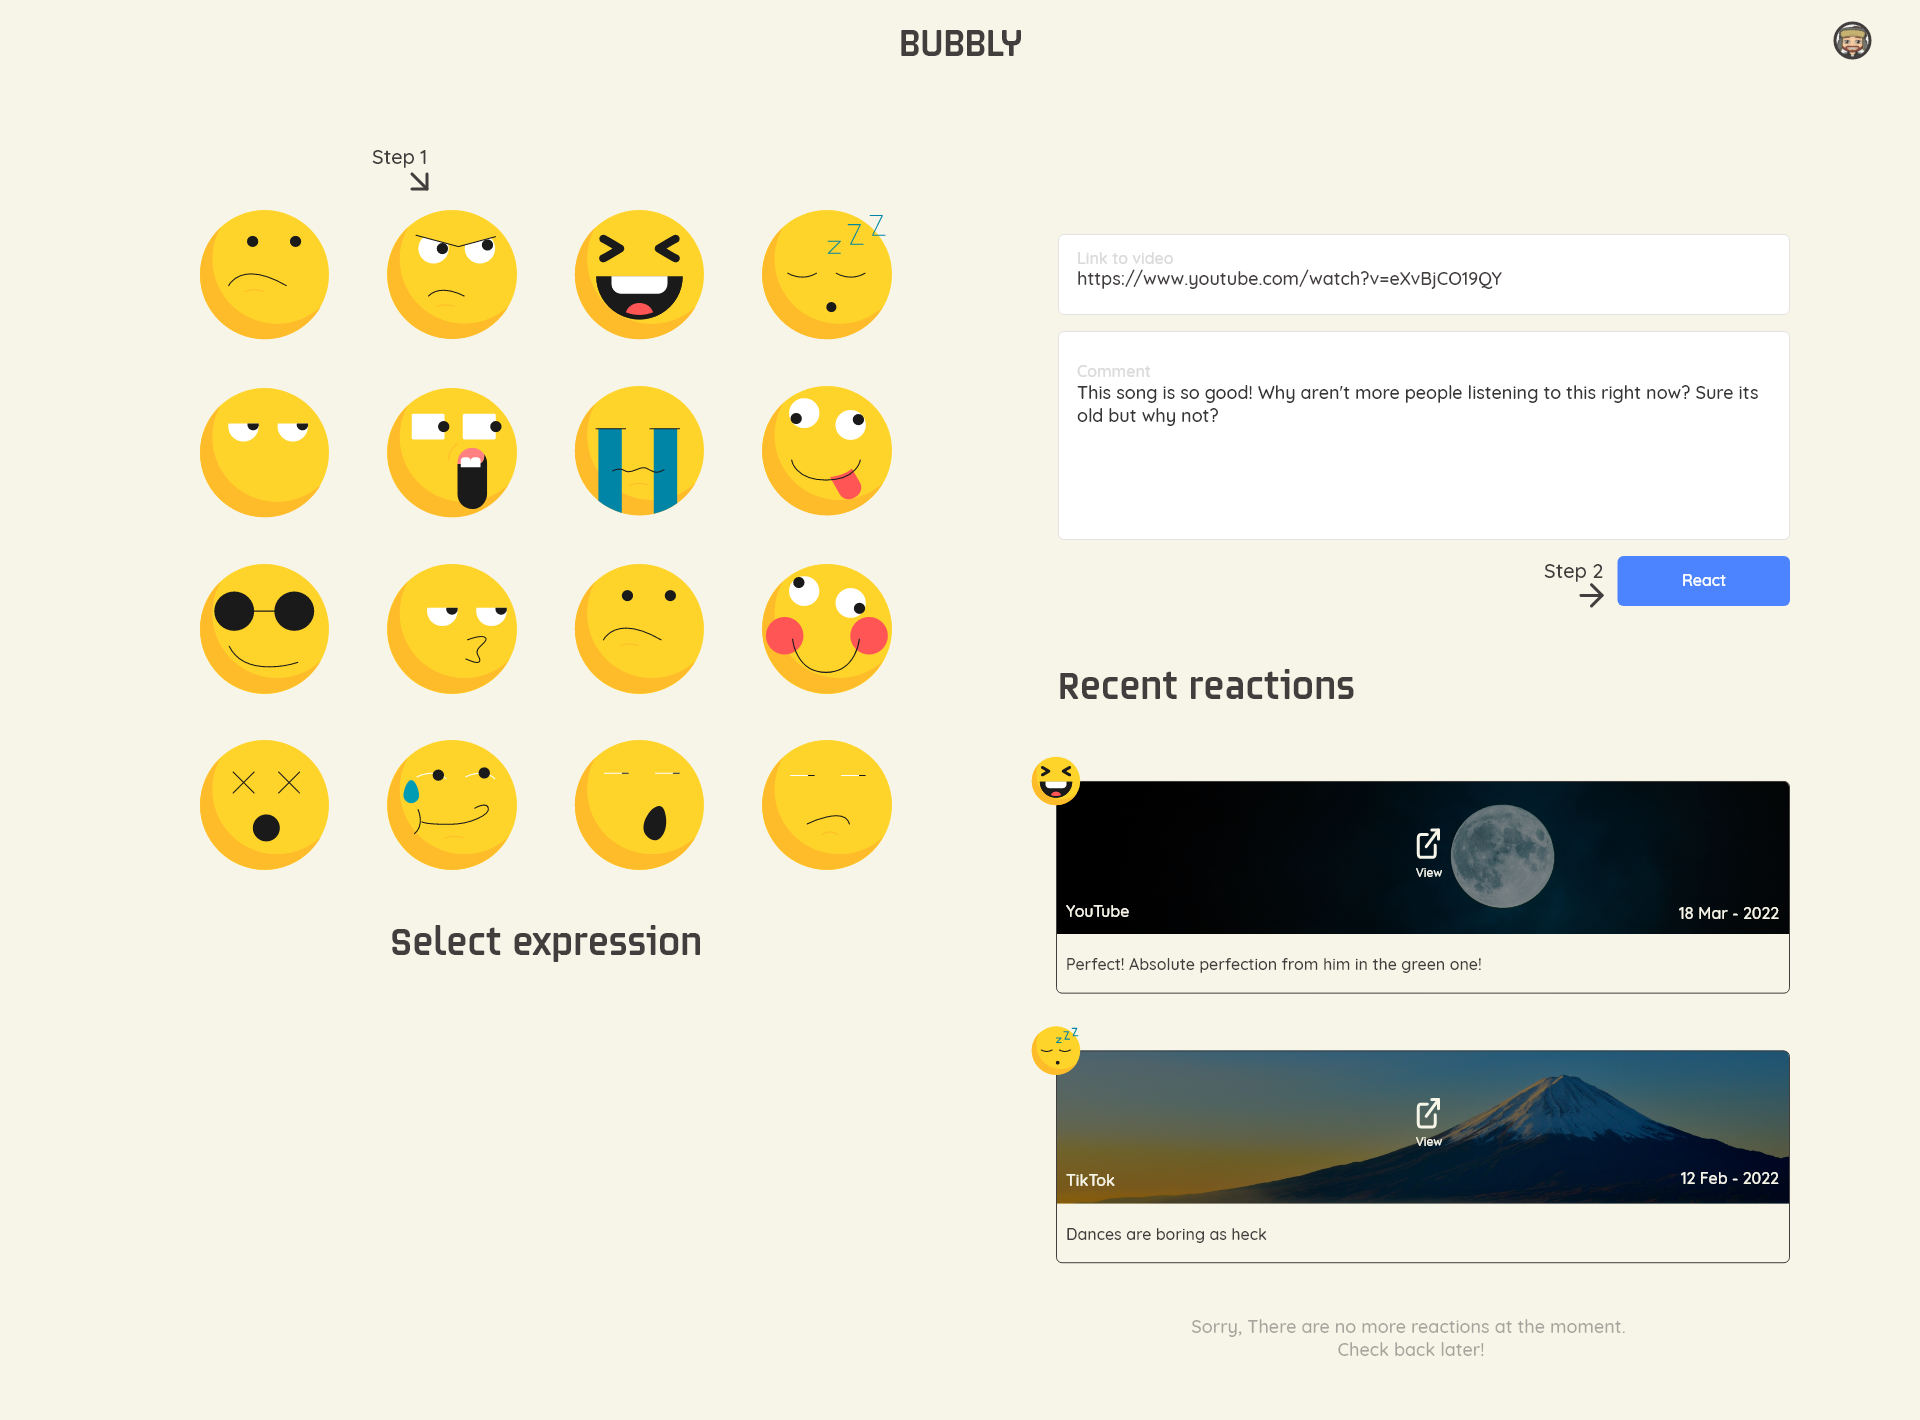 BUBBLY
Step 1
z Z Z
Link to video
https://www.youtube.com/watch?v=eXvBjCO19QY
Comment
This song is so good! Why aren't more people listening to this right now? Sure its
old but why not?
Step 2
React
Recent reactions
View
YouTube
18 Mar - 2022
Perfect! Absolute perfection from him in the green one!
Select expression
z Z Z
View
TikTok
12 Feb - 2022
Dances are boring as heck
Sorry, There are no more reactions at the moment.
Check back later!